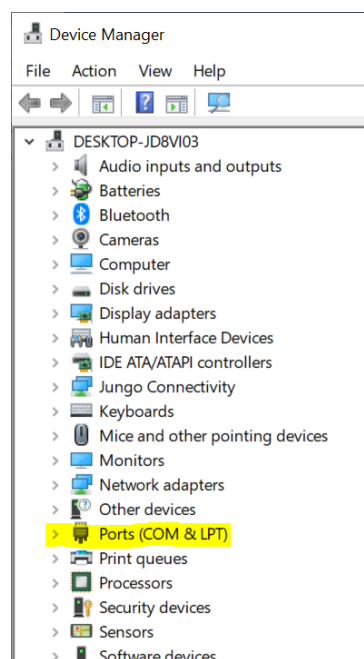 Device Manager
File Action View Help
DESKTOP-JD8VI03
Audio inputs and outputs
Batteries
Bluetooth
Cameras
Computer
Disk drives
Display adapters
Human Interface Devices
IDE ATA/ATAPI controllers
Jungo Connectivity
Keyboards
Mice and other pointing devices
Monitors
Network adapters
Other devices
Ports (COM & LPT)
Print queues
Processors
Security devices
Sensors
Software devices